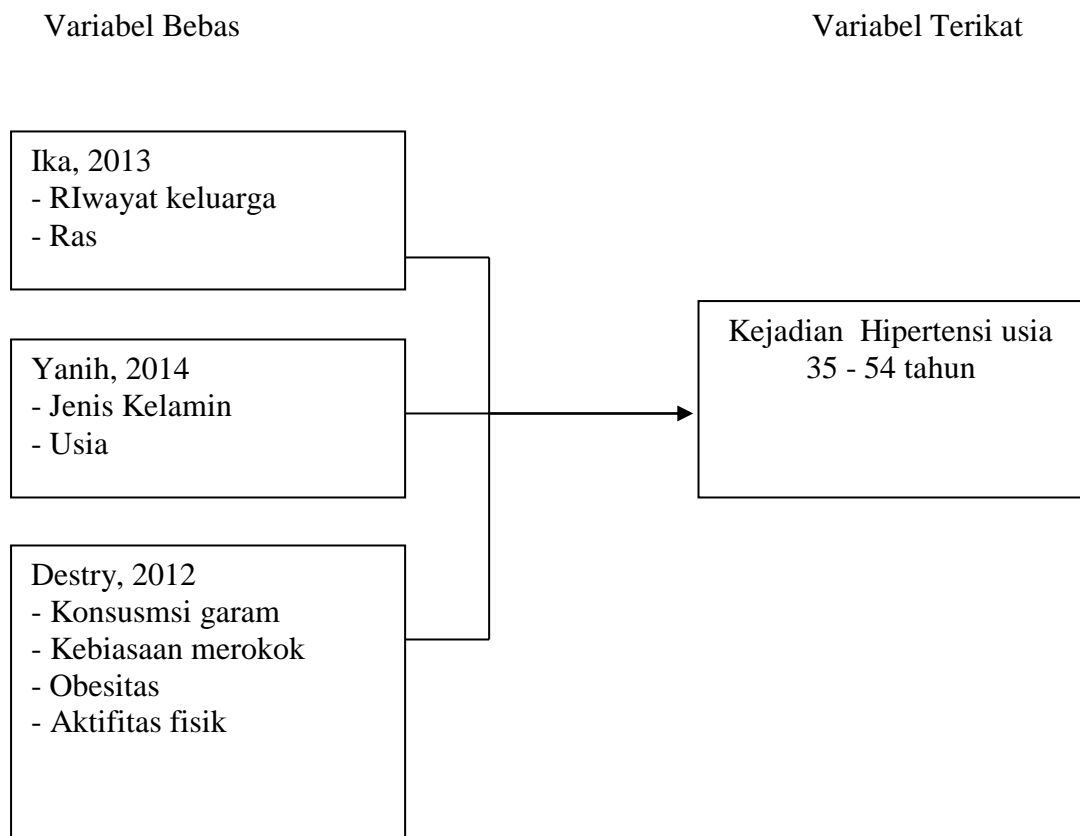 Variabel Bebas
Variabel Terikat
Ika, 2013
- RIwayat keluarga
- Ras
Yanih, 2014
- Jenis Kelamin
- Usia
Destry, 2012
- Konsusmsi garam
- Kebiasaan merokok
- Obesitas
- Aktifitas fisik
Kejadian Hipertensi usia
35 - 54 tahun